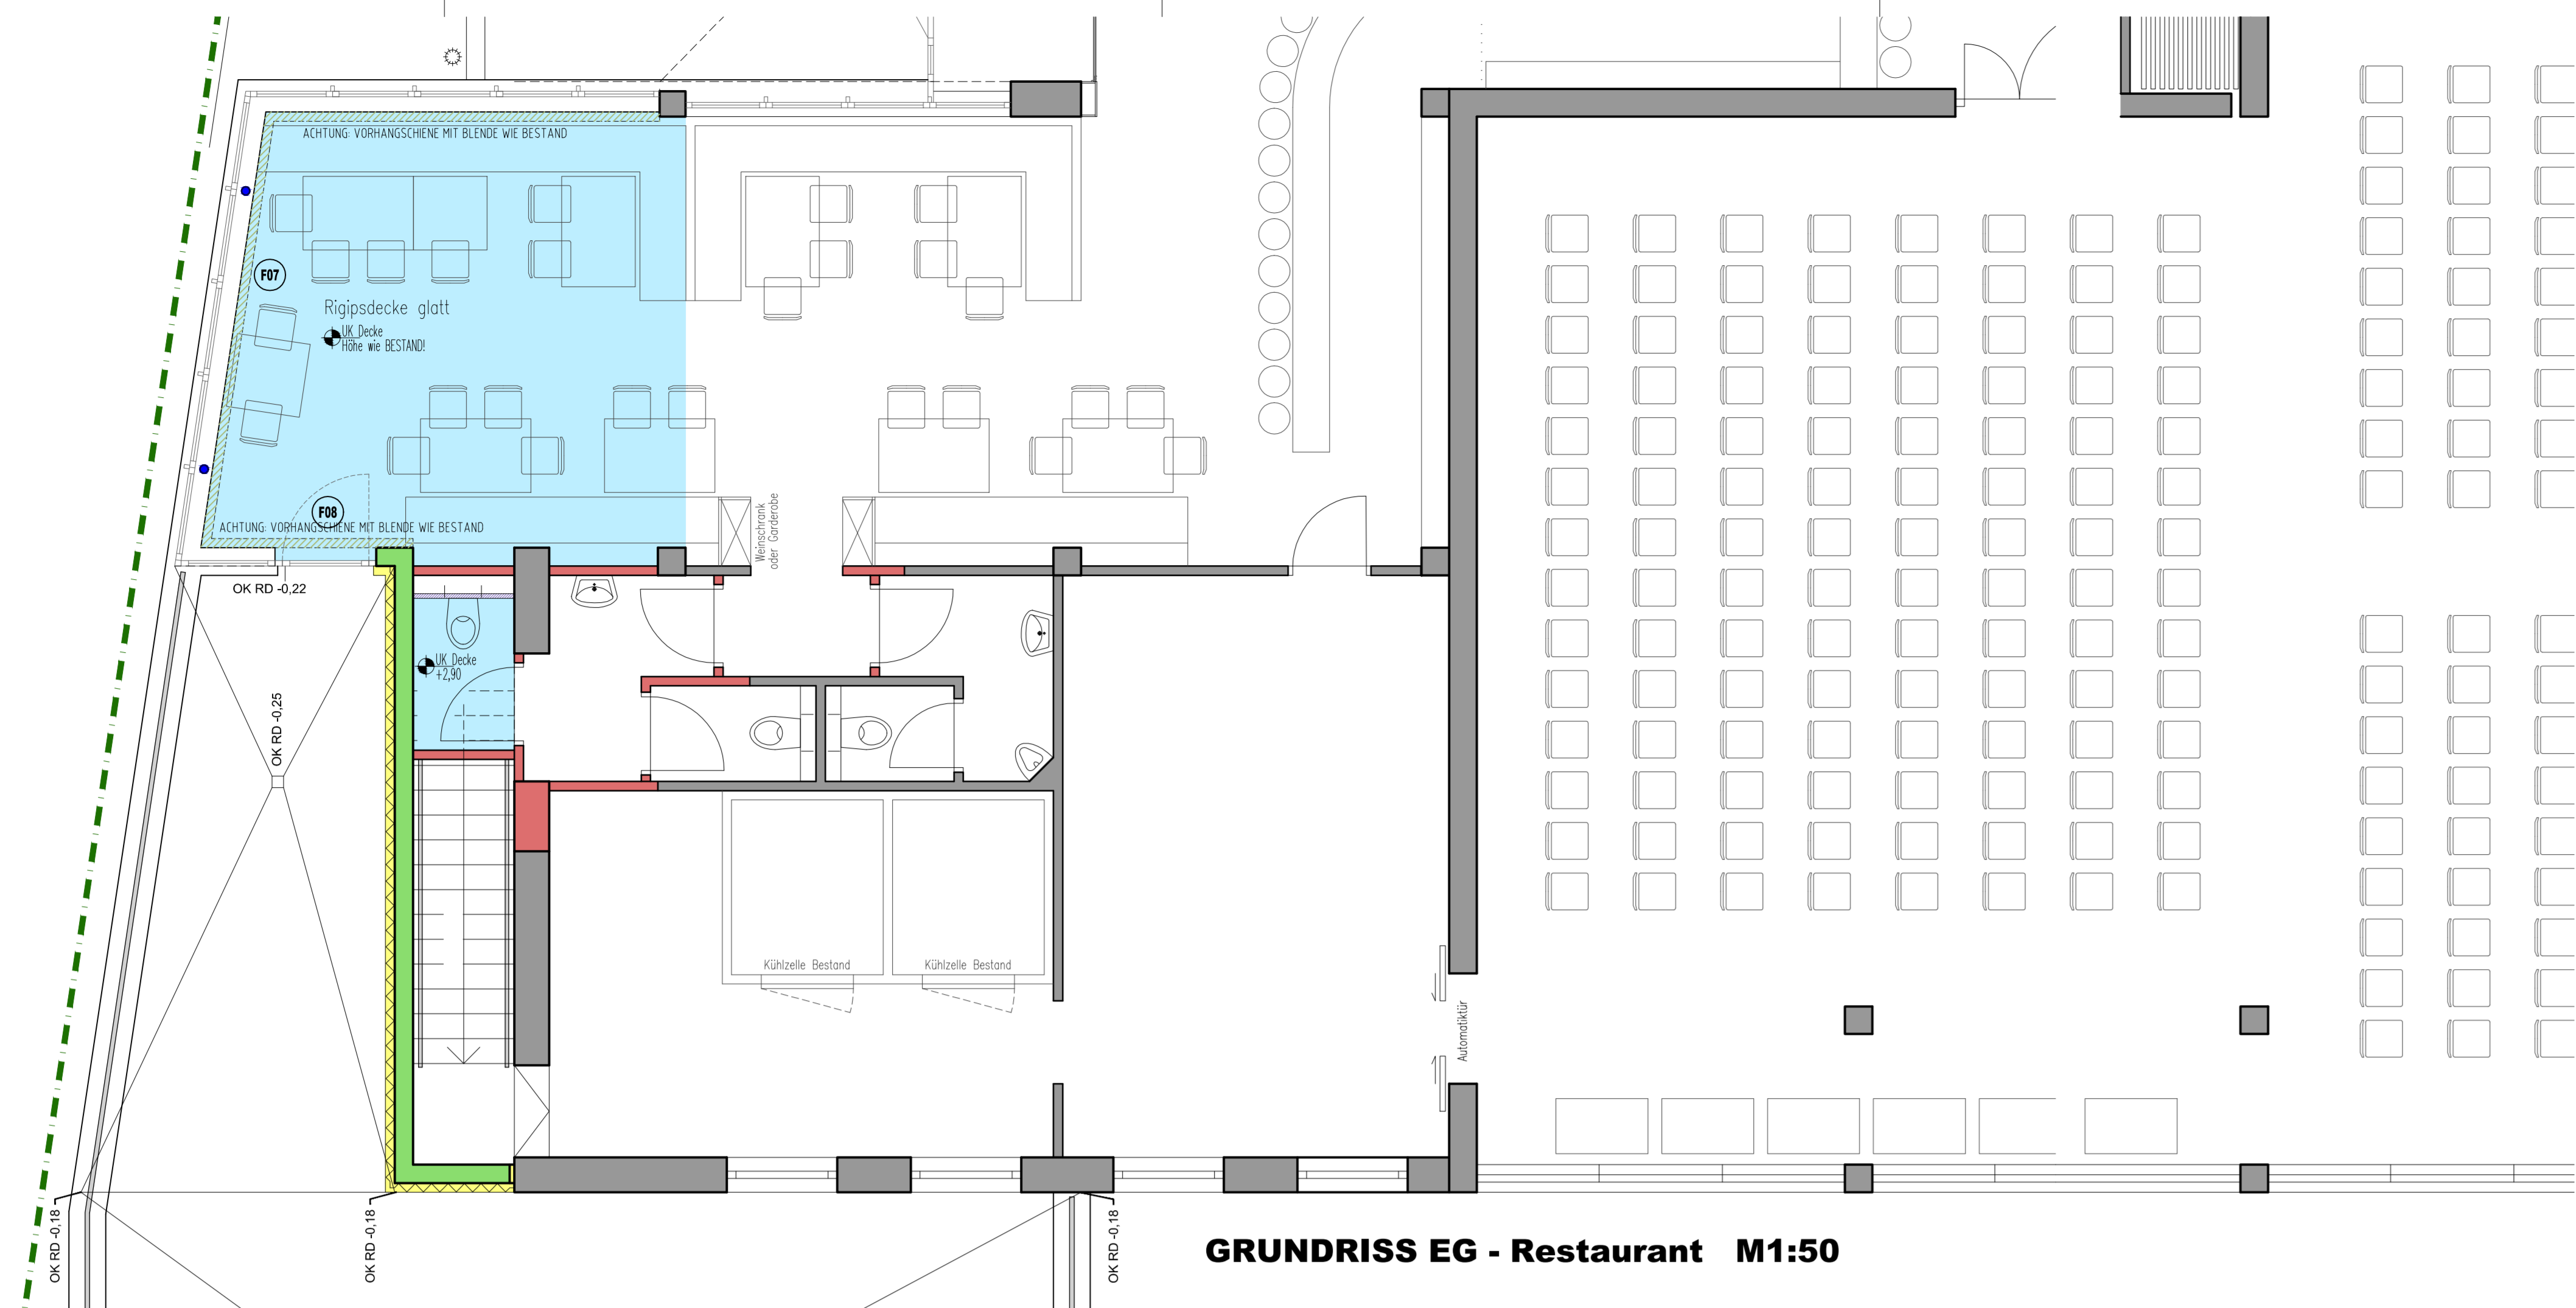 ACHTUNG: VORHANGSCHIENE MIT BLENDE WIE BESTAND
F07
Rigipsdecke glatt
UK Decke
Höhe wie BESTAND!
F08
ACHTUNG: VORHANGSCHIENE MIT BLENDE WIE BESTAND
Weinschrank
oder Garderobe
OK RD -0,22
UK Decke
+2,90
OK RD -0,25
Kühlzelle Bestand
Kühlzelle Bestand
Automatiktür
OK RD -0,18
OK RD -0,18
OK RD -0,18
GRUNDRISS EG - Restaurant M1:50